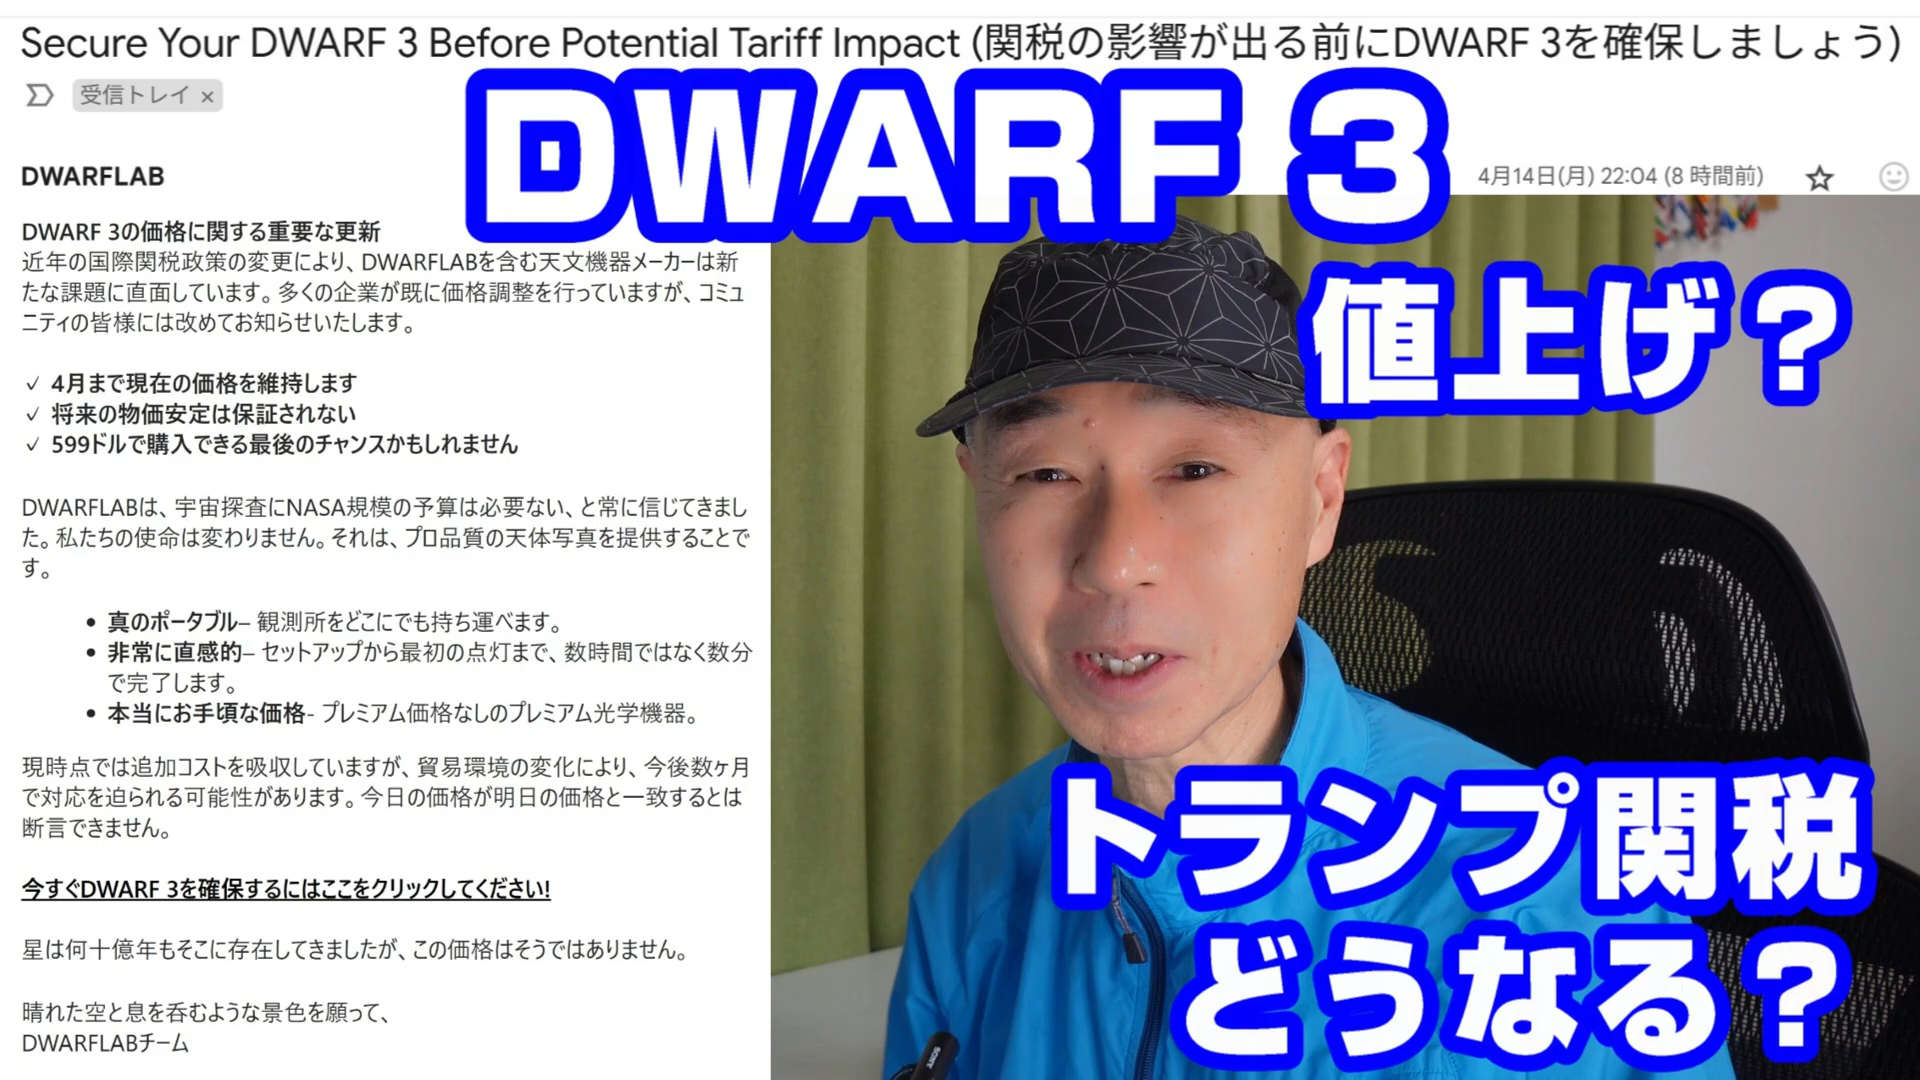 Secure Your DWARF 3 Before Potential Tariff Impact (関税の影響が出る前にDWARF 3を確保しましょう)
受信トレイ ×
DWARF 3
DWARFLAB
4月14日(月) 22:04 (8 時間前)
DWARF 3の価格に関する重要な更新
近年の国際関税政策の変更により、DWARFLABを含む天文機器メーカーは新
たな課題に直面しています。多くの企業が既に価格調整を行っていますが、コミュ
ニティの皆様には改めてお知らせいたします。
値上げ？
✓ 4月まで現在の価格を維持します
✓ 将来の物価安定は保証されない
✓ 599ドルで購入できる最後のチャンスかもしれません
DWARFLABは、宇宙探査にNASA規模の予算は必要ない、と常に信じてきまし
た。私たちの使命は変わりません。それは、プロ品質の天体写真を提供することで
す。
• 真のポータブル– 観測所をどこにでも持ち運べます。
• 非常に直感的– セットアップから最初の点灯まで、数時間ではなく数分
で完了します。
• 本当にお手頃な価格- プレミアム価格なしのプレミアム光学機器。
現時点では追加コストを吸収していますが、貿易環境の変化により、今後数ヶ月
で対応を迫られる可能性があります。今日の価格が明日の価格と一致するとは
断言できません。
今すぐDWARF 3を確保するにはここをクリックしてください!
星は何十億年もそこに存在してきましたが、この価格はそうではありません。
晴れた空と息を呑むような景色を願って、
DWARFLABチーム
トランプ関税
どうなる？
SONY